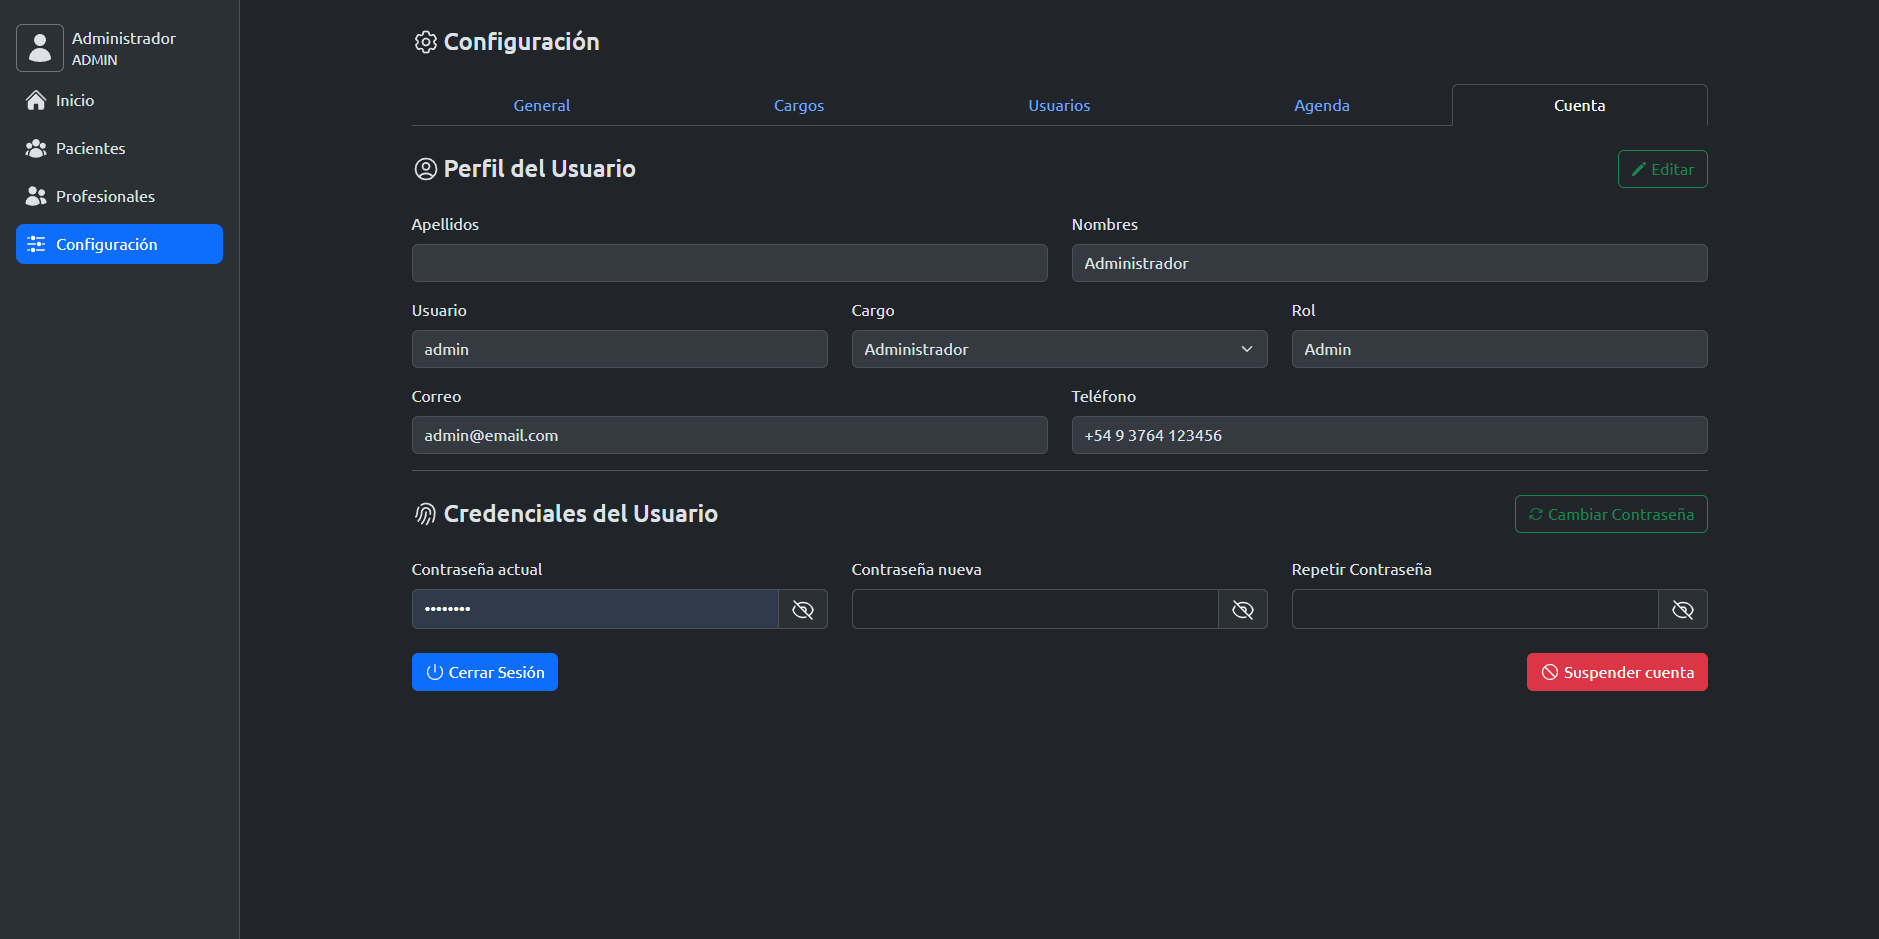 Administrador
ADMIN
Inicio
Pacientes
Profesionales
Configuración
Configuración
General Cargos Usuarios Agenda Cuenta
Perfil del Usuario Editar
Apellidos Nombres
Administrador
Usuario Cargo Rol
admin Administrador Admin
Correo Teléfono
admin@email.com +54 9 3764 123456
Credenciales del Usuario Cambiar Contraseña
Contraseña actual Contraseña nueva Repetir Contraseña
••••••••
Cerrar Sesión Suspender cuenta